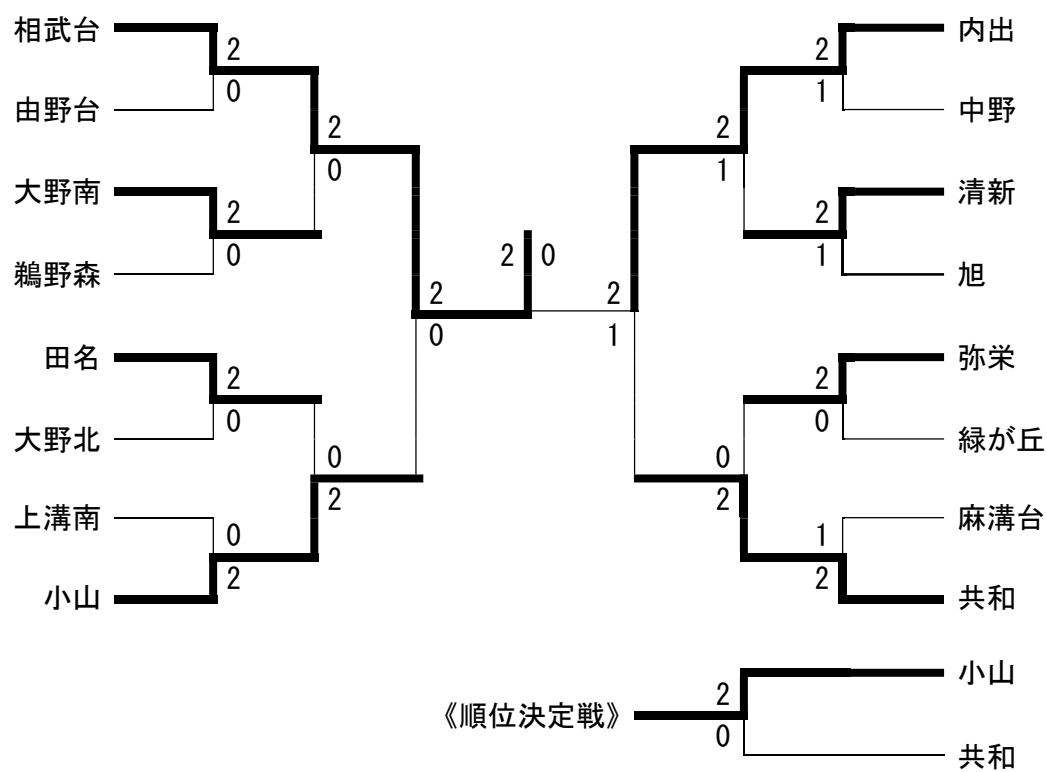 相武台
2
0
由野台
2
0
大野南
2
0
鵜野森
2
0
田名
2
0
大野北
0
2
上溝南
0
2
小山
2 0
内出
2
1
中野
2
1
清新
2
1
旭
2
1
弥栄
2
0
緑が丘
0
2
麻溝台
1
2
共和
《順位決定戦》
2
0
小山
共和